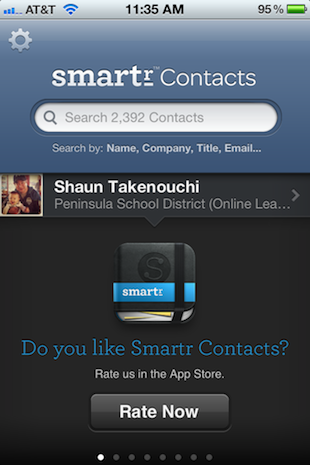 AT&T 11:35 AM 95%
smartr™ Contacts
Search 2,392 Contacts
Search by: Name, Company, Title, Email...
Shaun Takenouchi
Peninsula School District (Online Lea…
S
smartr
Do you like Smartr Contacts?
Rate us in the App Store.
Rate Now